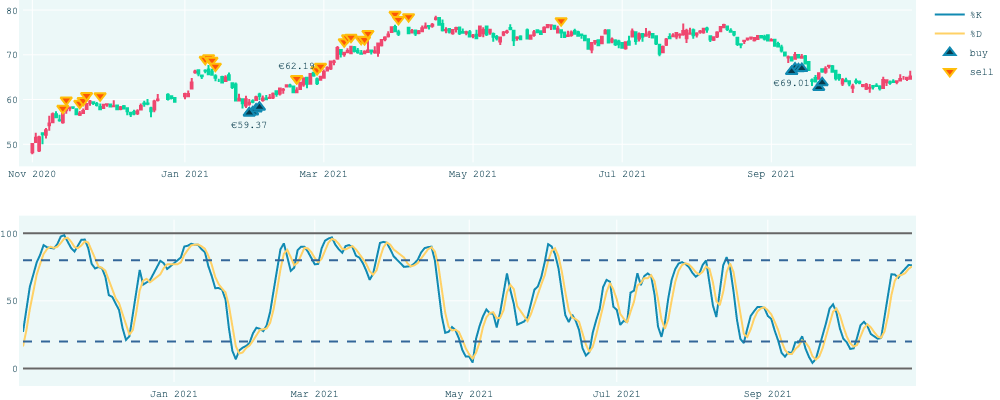 80
70
60
50
€62.19
€59.37
€69.01
Nov 2020
Jan 2021
Mar 2021
May 2021
Jul 2021
Sep 2021
%K
%D
buy
sell
100
50
0
Jan 2021
Mar 2021
May 2021
Jul 2021
Sep 2021